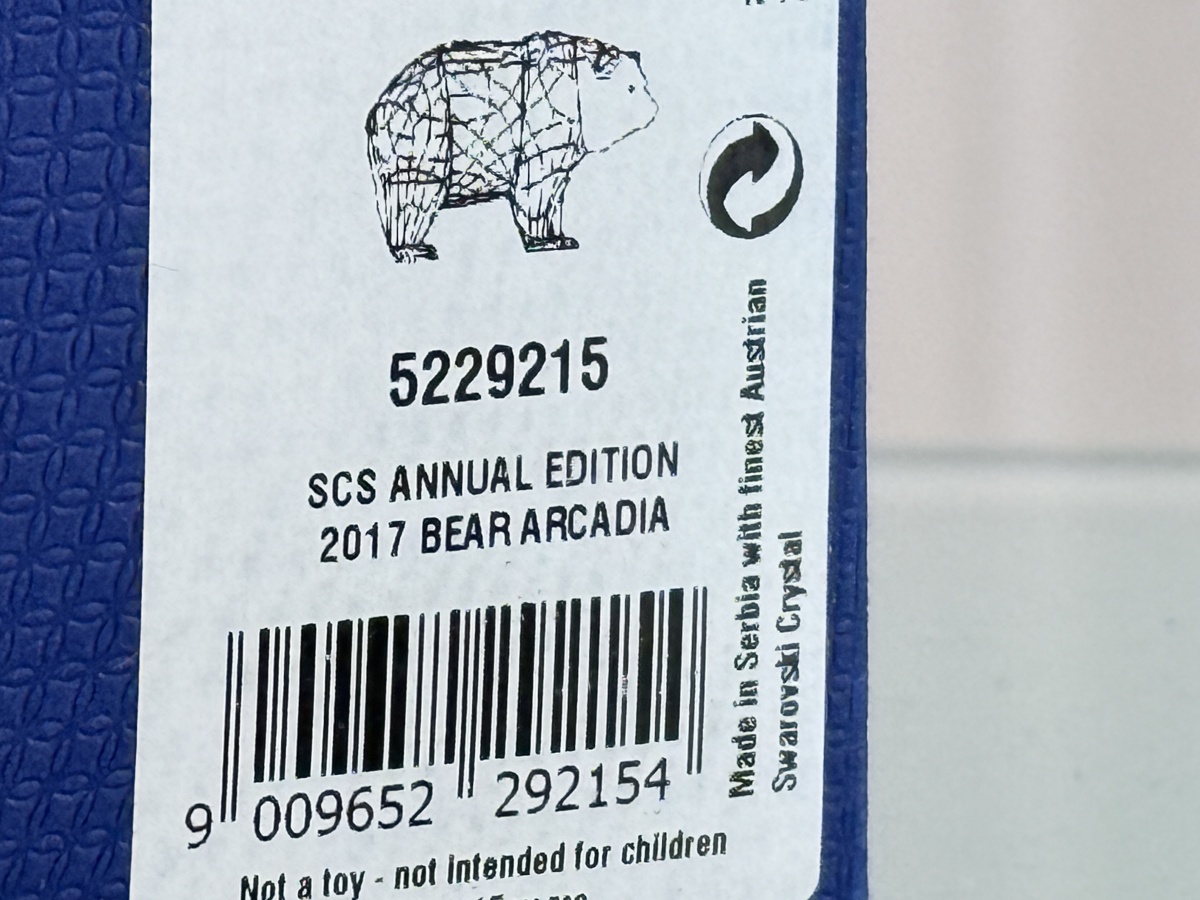 5229215
SCS ANNUAL EDITION
2017 BEAR ARCADIA
9 009652 292154
Made in Serbia with finest Austrian
Swarovski Crystal
Not a toy - not intended for children